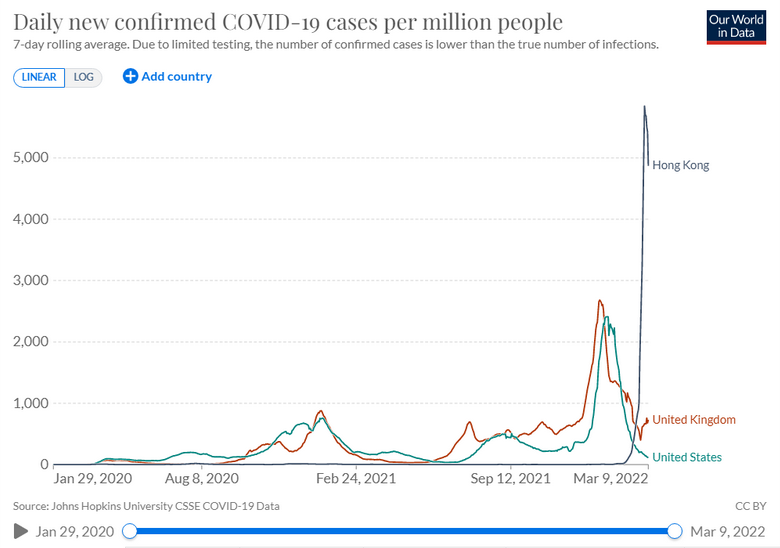 Daily new confirmed COVID-19 cases per million people
7-day rolling average. Due to limited testing, the number of confirmed cases is lower than the true number of infections.
Our World
in Data
LINEAR LOG Add country
5,000
Hong Kong
4,000
3,000
2,000
1,000
United Kingdom
United States
0
Jan 29, 2020 Aug 8, 2020 Feb 24, 2021 Sep 12, 2021 Mar 9, 2022
Source: Johns Hopkins University CSSE COVID-19 Data CC BY
Jan 29, 2020 Mar 9, 2022